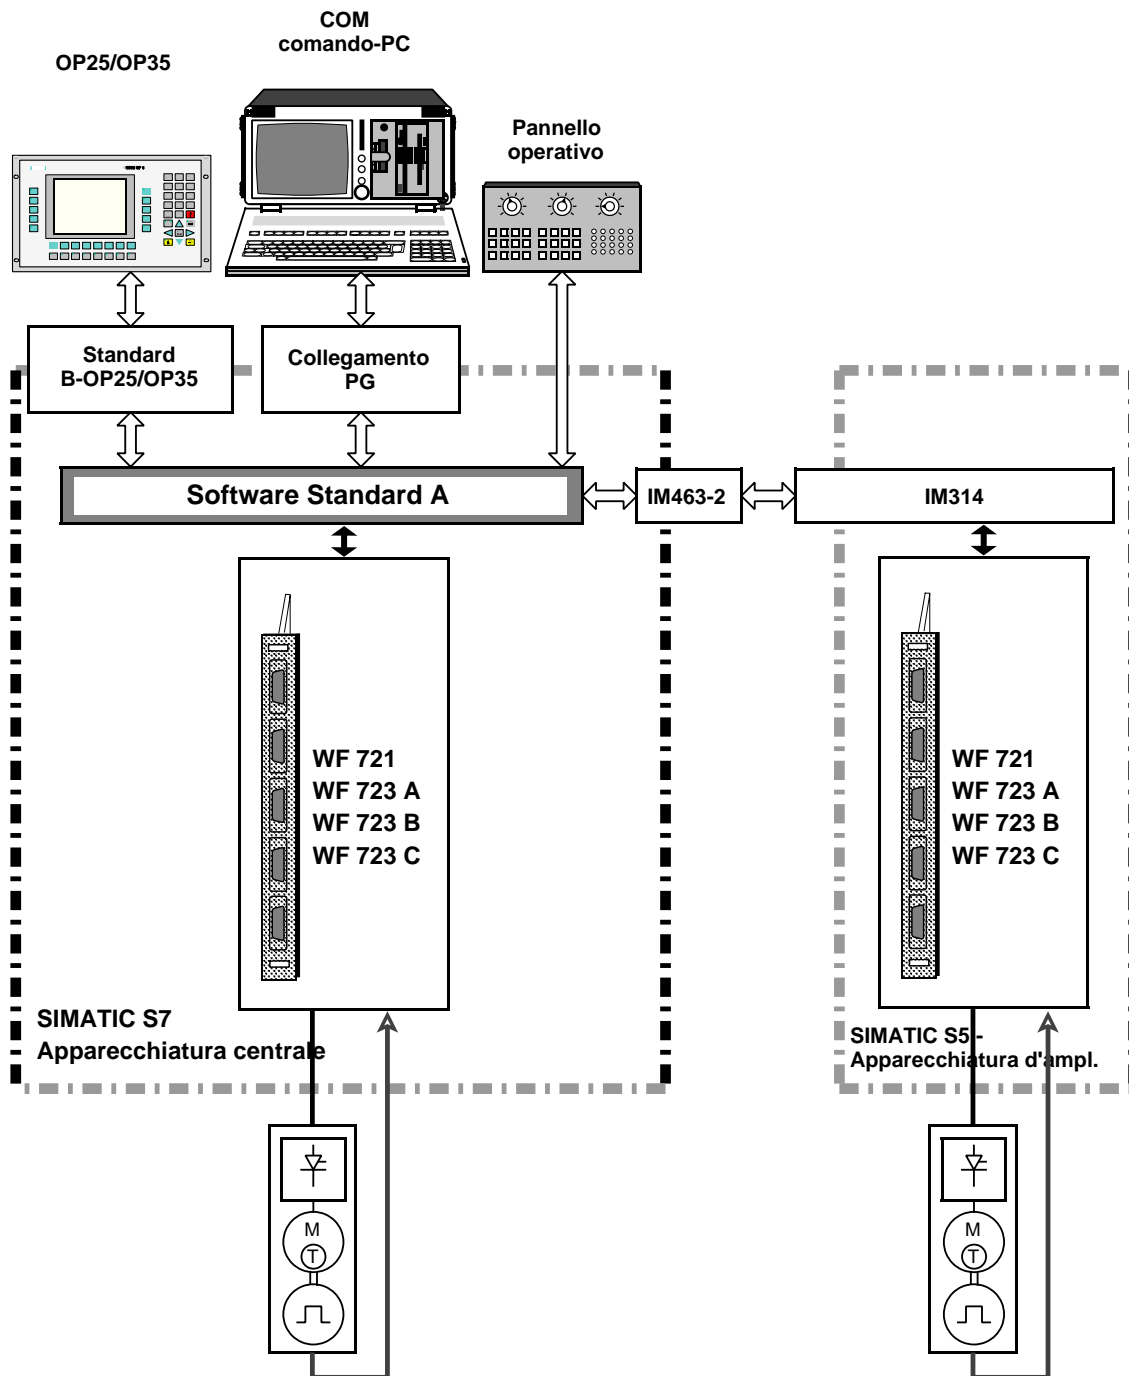 COM
comando-PC
OP25/OP35
Pannello
operativo
Standard
B-OP25/OP35
Collegamento
PG
Software Standard A
IM463-2
IM314
WF 721
WF 723 A
WF 723 B
WF 723 C
WF 721
WF 723 A
WF 723 B
WF 723 C
SIMATIC S7
Apparecchiatura centrale
SIMATIC S5 -
Apparecchiatura d'ampl.
M
T
M
T